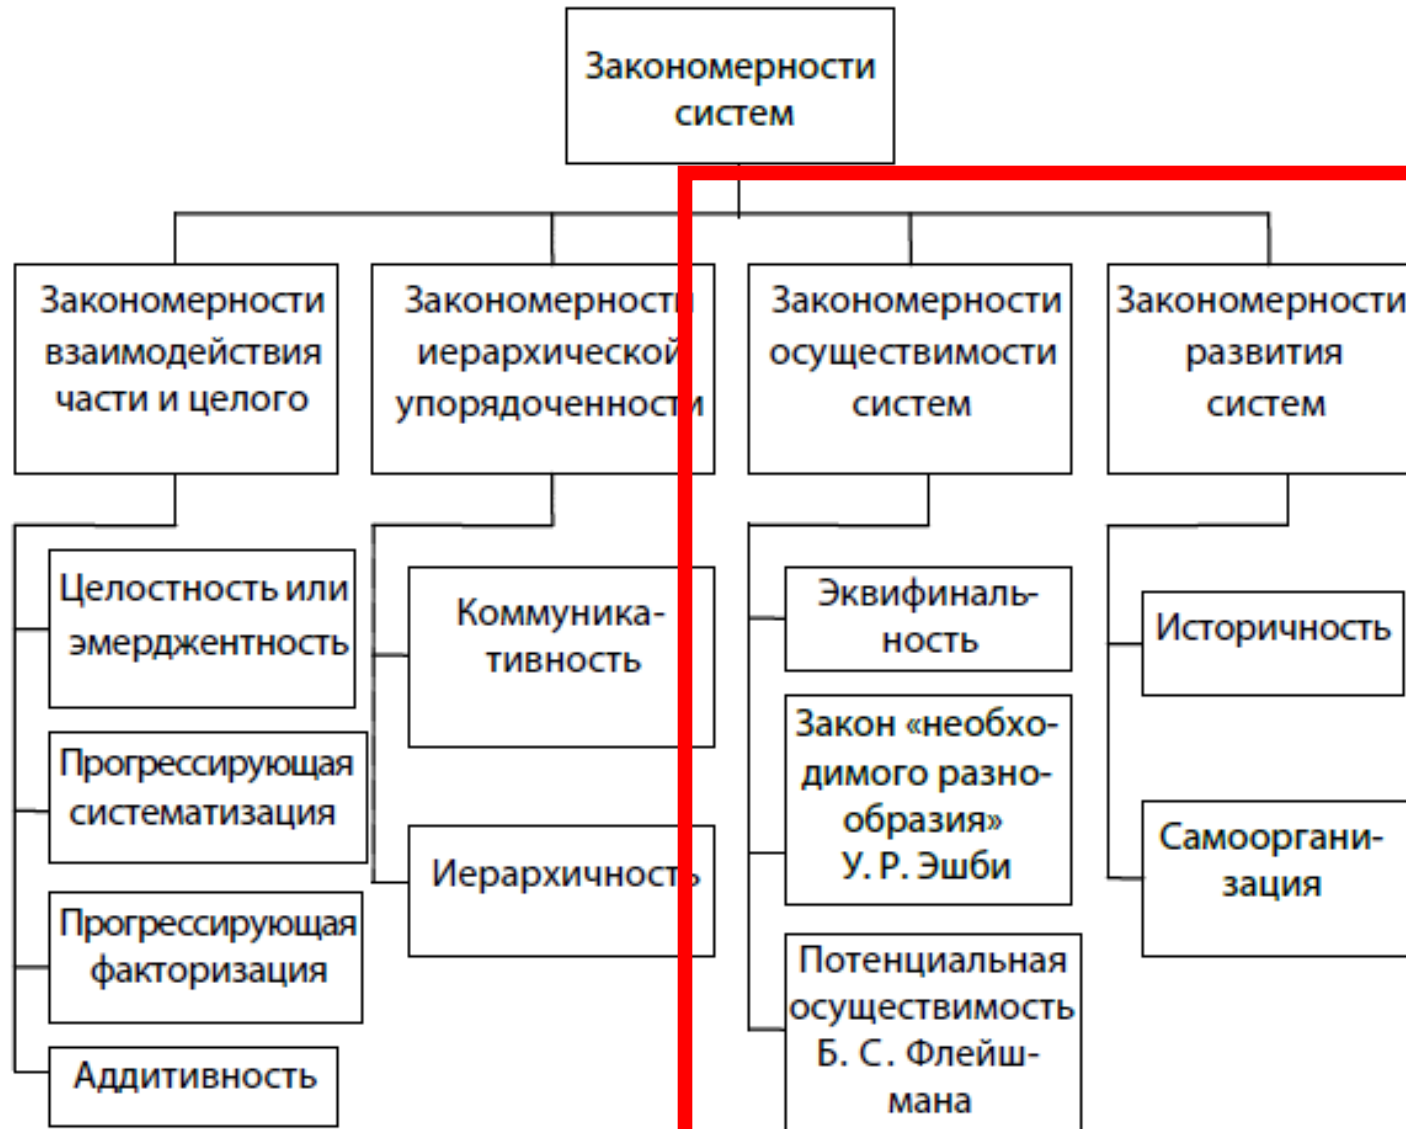 Закономерности
систем
Закономерности
взаимодействия
части и целого
Закономерности
иерархической
упорядоченности
Закономерности
осуществимости
систем
Закономерности
развития
систем
Целостность или
эмерджентность
Прогрессирующая
систематизация
Прогрессирующая
факторизация
Аддитивность
Коммуника-
тивность
Иерархичность
Эквифиналь-
ность
Закон «необхо-
димого разно-
образия»
У. Р. Эшби
Потенциальная
осуществимость
Б. С. Флейш-
мана
Историчность
Самооргани-
зация